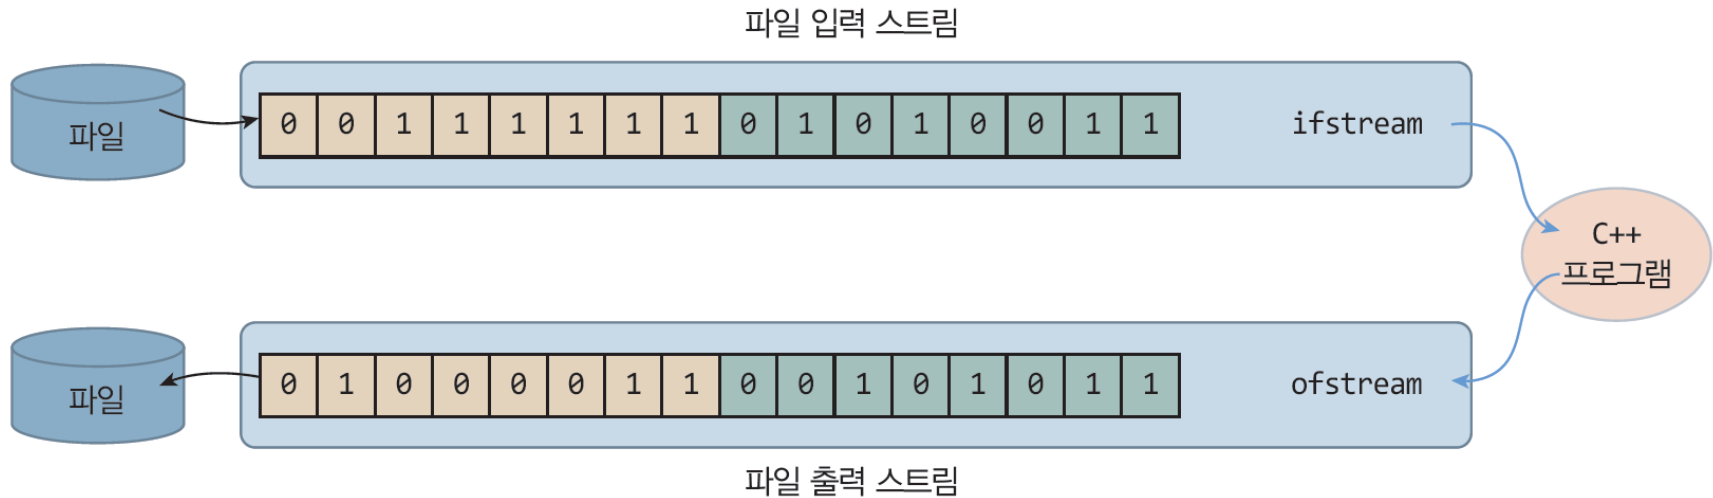 파일 입력 스트림
파일
0 0 1 1 1 1 1 1 0 1 0 1 0 0 1 1
ifstream
C++
프로그램
파일
0 1 0 0 0 0 1 1 0 0 1 0 1 0 1 1
ofstream
파일 출력 스트림